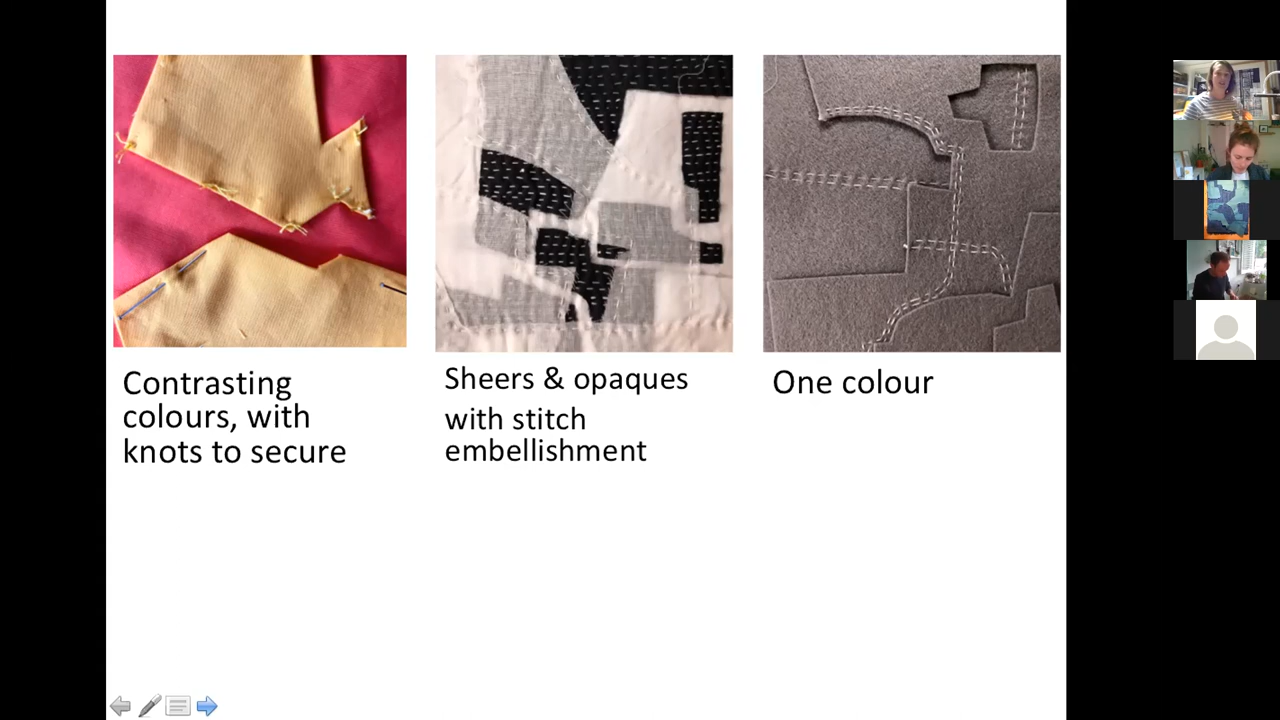 Contrasting
colours, with
knots to secure
Sheers & opaques
with stitch
embellishment
One colour